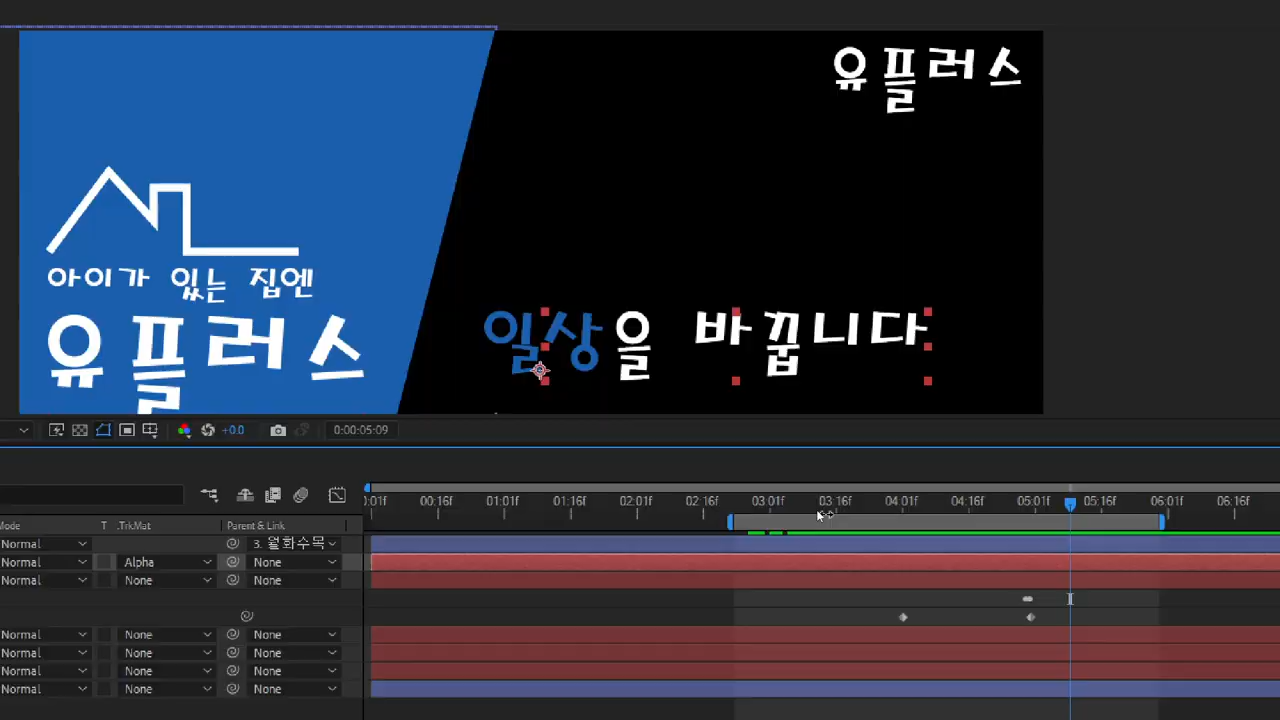 유플러스
아이가 있는 집엔
유플러스
일상을 바꿉니다
+0.0
0:00:05:09
0:01f 00:16f 01:01f 01:16f 02:01f 02:16f 03:01f 03:16f 04:01f 04:16f 05:01f 05:16f 06:01f 06:16f
Mode T .TrkMat Parent & Link
Normal 3. 월화수목
Normal Alpha None
Normal None None
Normal None None
Normal None None
Normal None None
Normal None None